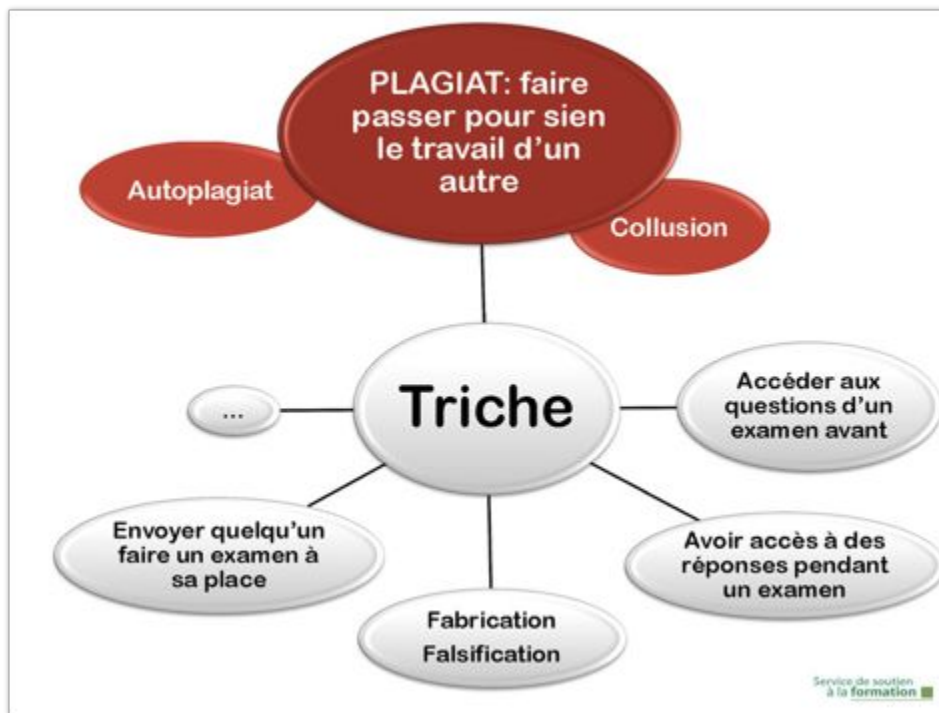 PLAGIAT: faire
passer pour sien
le travail d’un
autre
Autoplagiat
Collusion
Triche
...
Accéder aux
questions d’un
examen avant
Envoyer quelqu’un
faire un examen à
sa place
Avoir accès à des
réponses pendant
un examen
Fabrication
Falsification
Service de soutien
à la formation